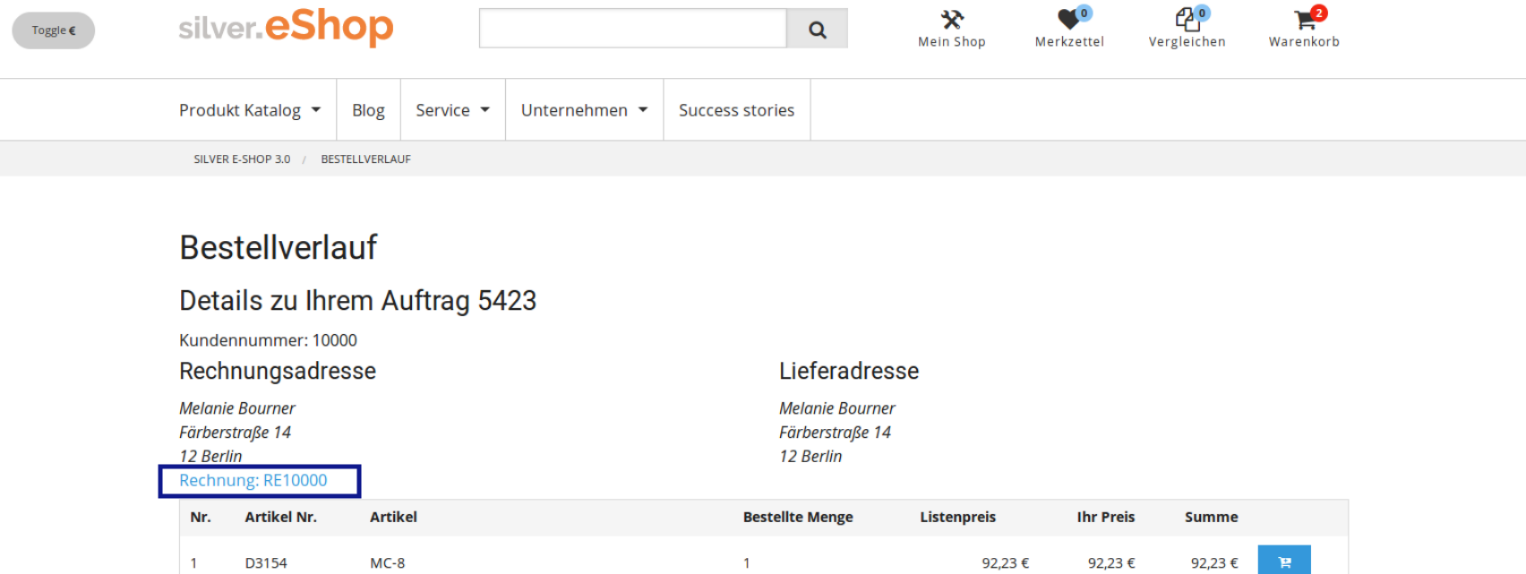 Toggle €
silver.eShop
0
0
2
Mein Shop
Merkzettel
Vergleichen
Warenkorb
Produkt Katalog
Blog
Service
Unternehmen
Success stories
SILVER E-SHOP 3.0 / BESTELLVERLAUF
Bestellverlauf
Details zu Ihrem Auftrag 5423
Kundennummer: 10000
Rechnungsadresse
Melanie Bourner
Färberstraße 14
12 Berlin
Rechnung: RE10000
Lieferadresse
Melanie Bourner
Färberstraße 14
12 Berlin
Nr. Artikel Nr. Artikel Bestellte Menge Listenpreis Ihr Preis Summe
1 D3154 MC-8 1 92,23 € 92,23 € 92,23 €